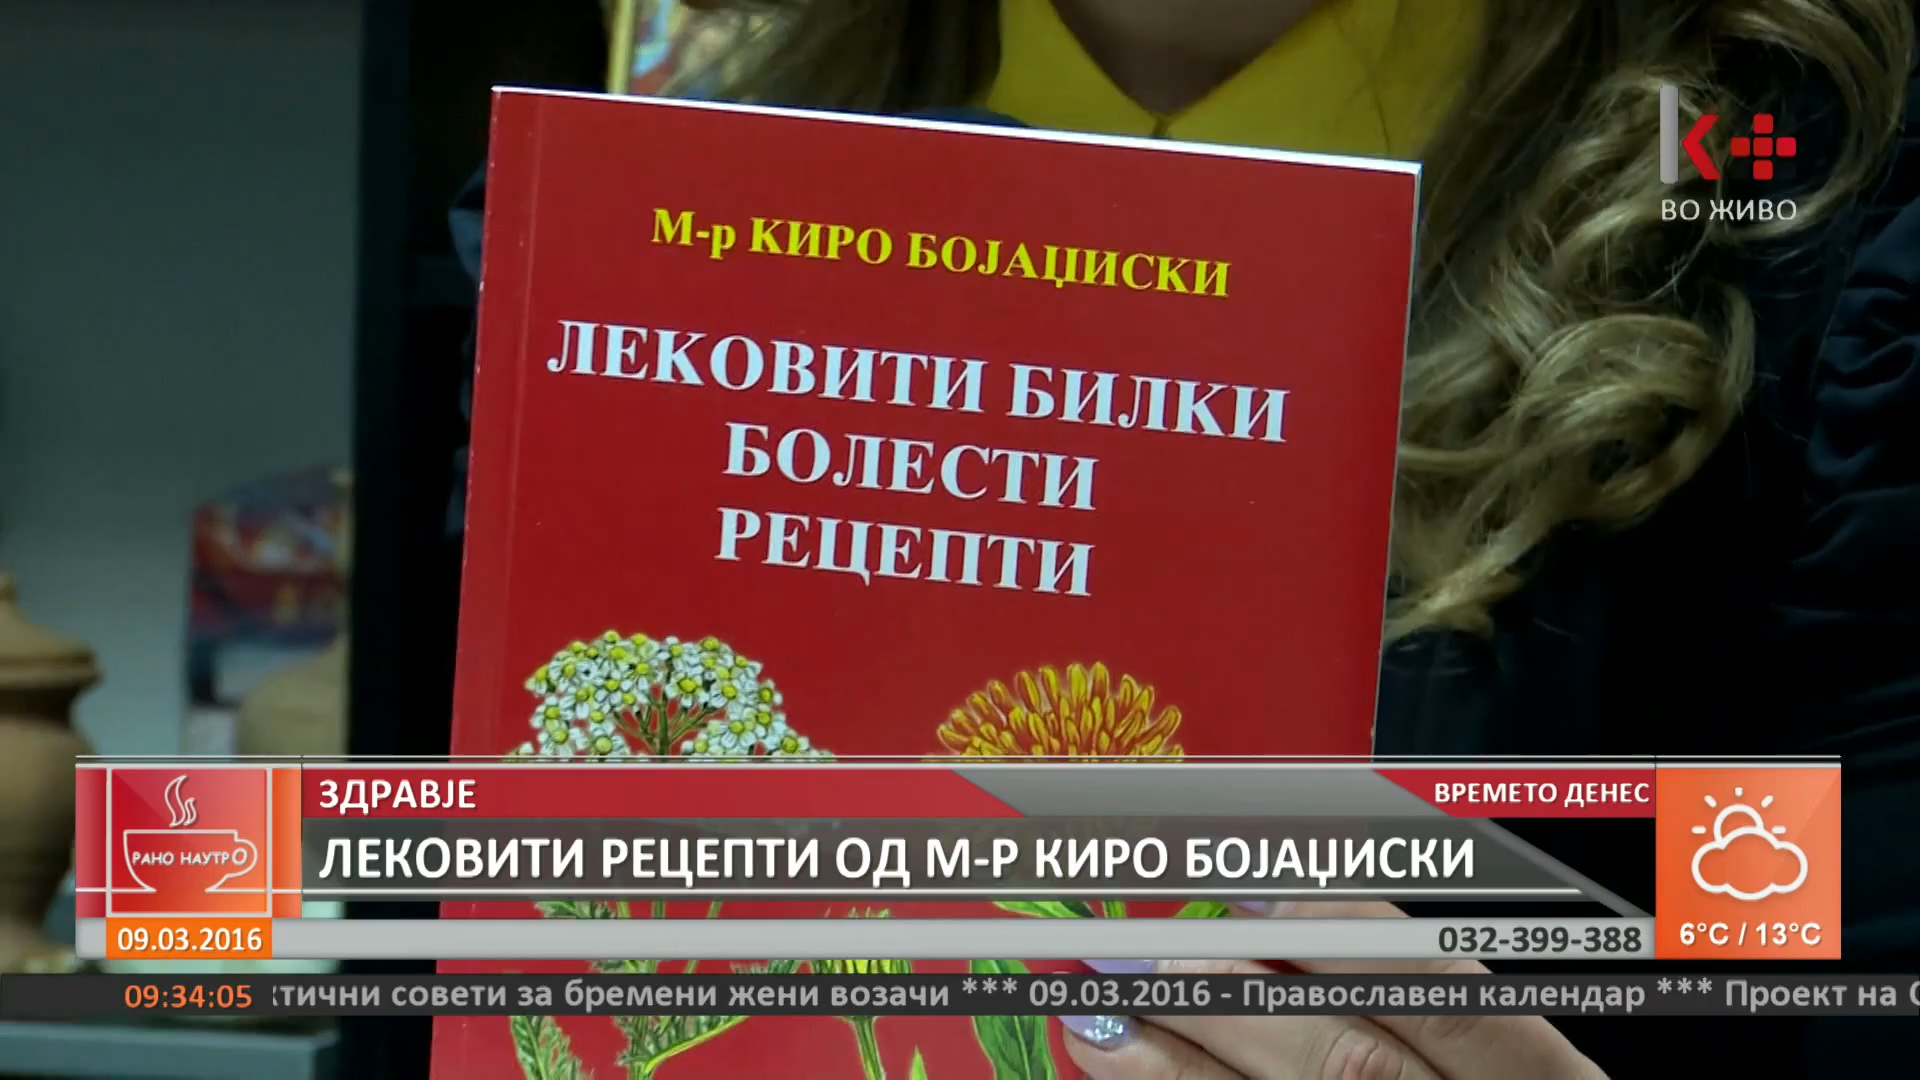 М-р КИРО БОЈАЏИСКИ
ЛЕКОВИТИ БИЛКИ
БОЛЕСТИ
РЕЦЕПТИ
К+
ВО ЖИВО
ЗДРАВЈЕ
ВРЕМЕТО ДЕНЕС
РАНО НАУТРО
ЛЕКОВИТИ РЕЦЕПТИ ОД М-Р КИРО БОЈАЏИСКИ
09.03.2016
032-399-388
6°C / 13°C
09:34:05
совети за бремени жени возачи *** 09.03.2016 - Православен календар *** Проект на